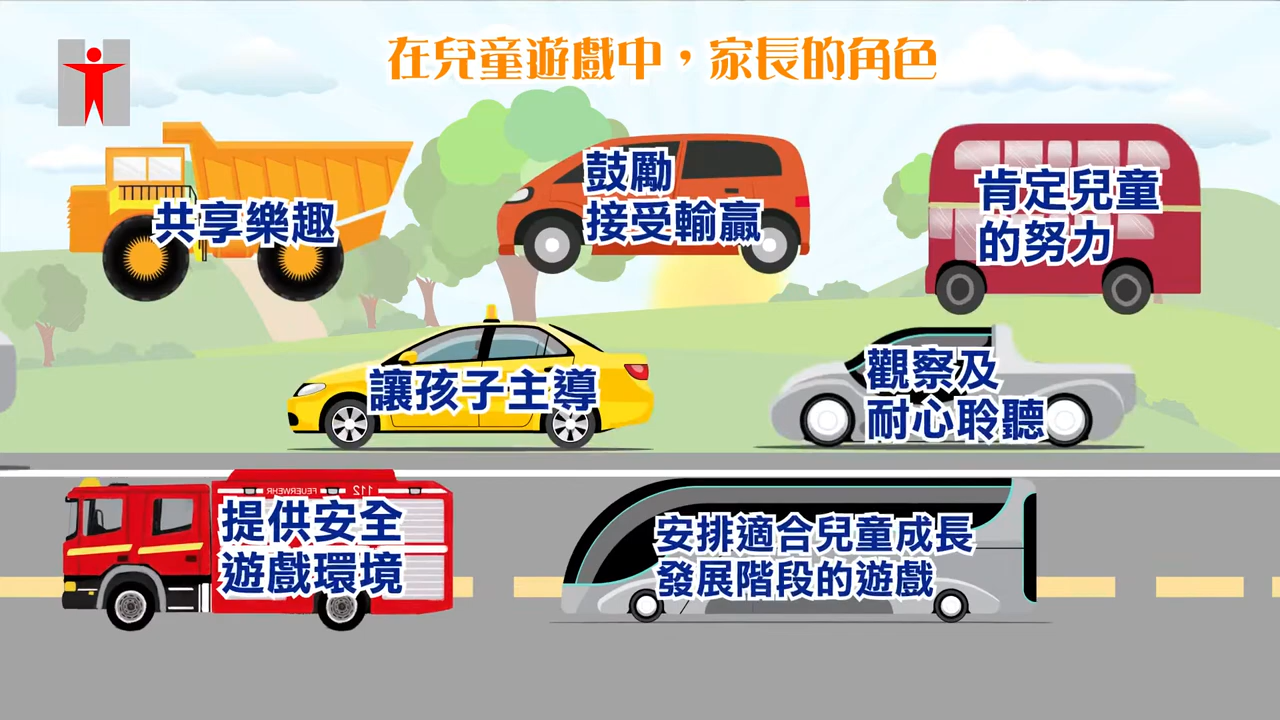 在兒童遊戲中，家長的角色
共享樂趣
鼓勵
接受輸贏
肯定兒童
的努力
讓孩子主導
觀察及
耐心聆聽
提供安全
遊戲環境
FEUERWEHR
112
安排適合兒童成長
發展階段的遊戲